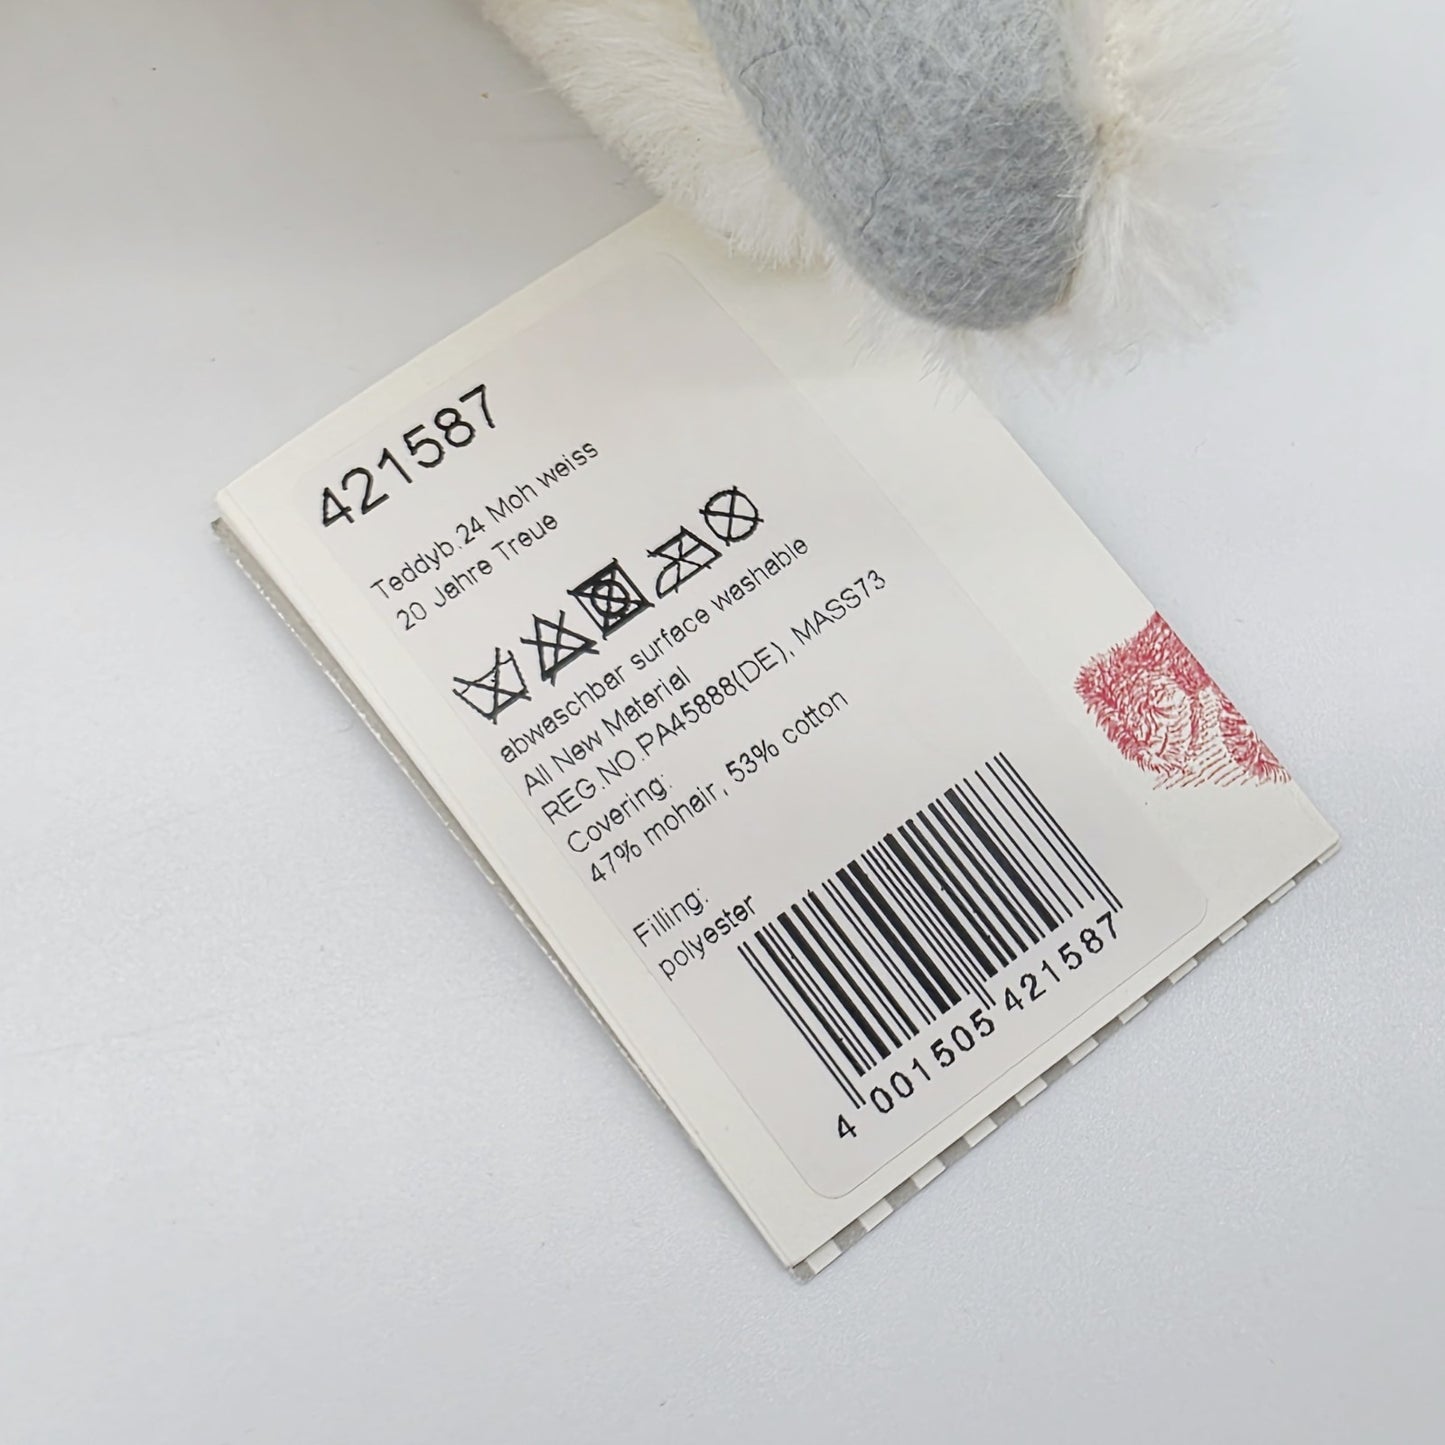 421587
Teddyb.24 Moh weiss
20 Jahre Treue
abwaschbar surface washable
All New Material
REG.NO.PA45888(DE), MASS73
Covering:
47% mohair, 53% cotton
Filling:
polyester
4 001505 421587